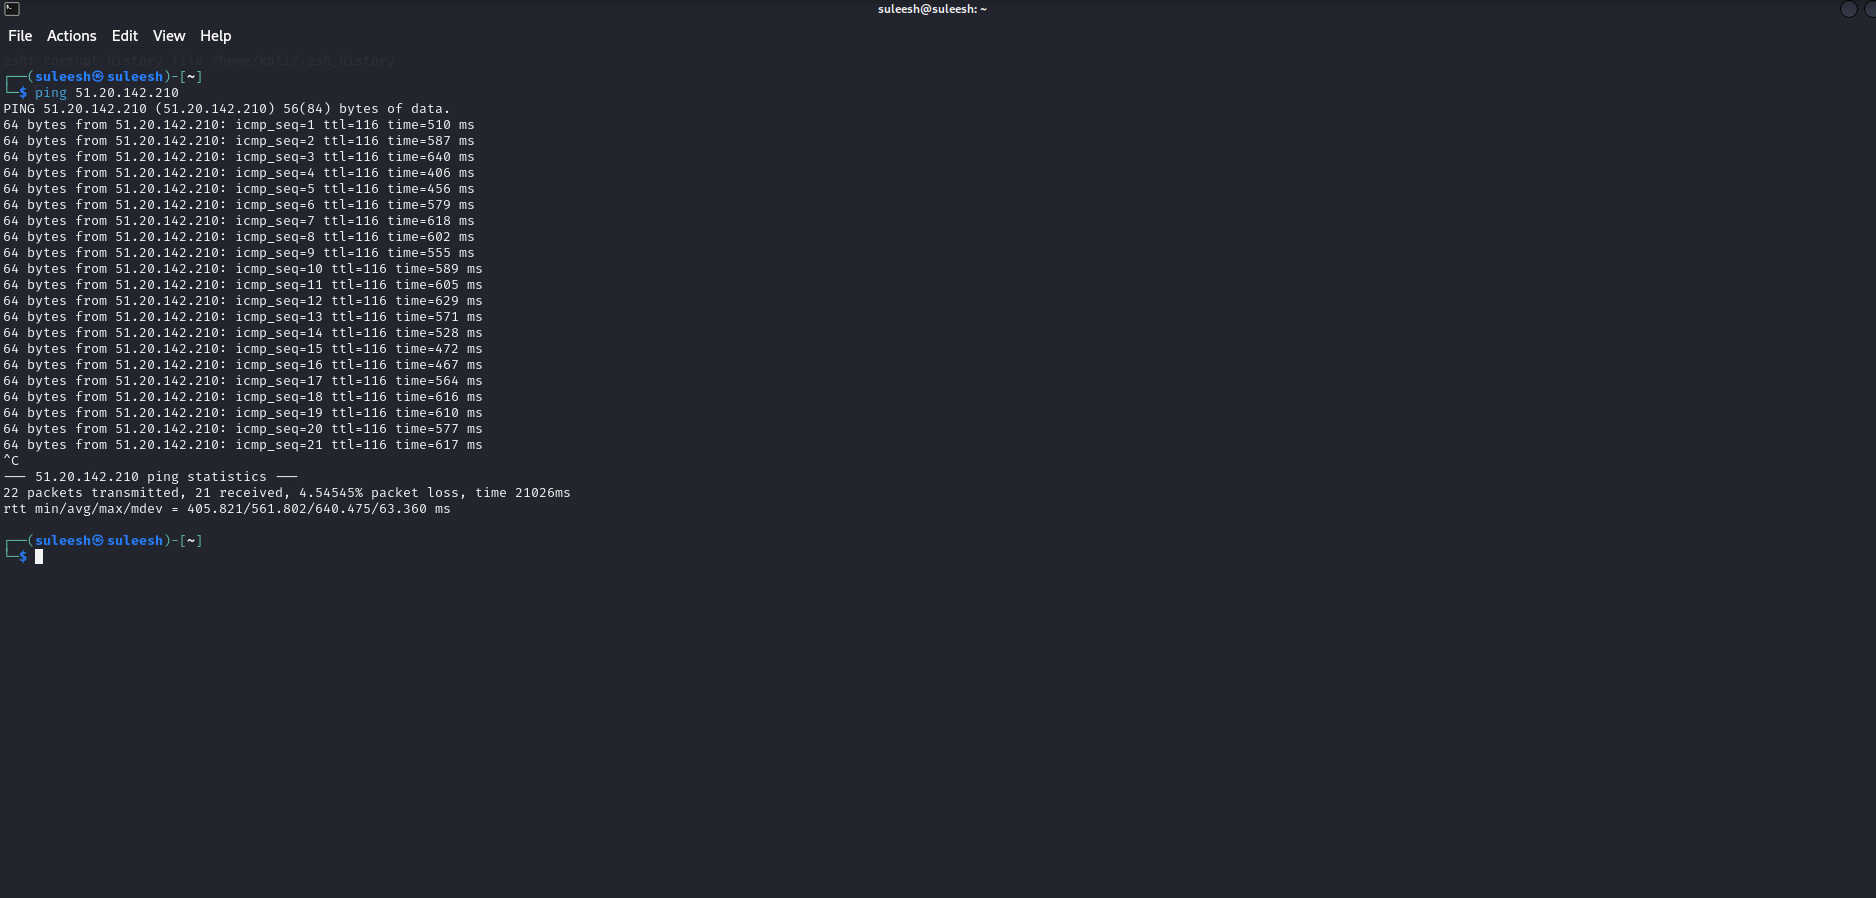 suleesh@suleesh: ~
File Actions Edit View Help
zsh: corrupt history file /home/kali/.zsh_history
┌──(suleesh㉿suleesh)-[~]
└─$ ping 51.20.142.210
PING 51.20.142.210 (51.20.142.210) 56(84) bytes of data.
64 bytes from 51.20.142.210: icmp_seq=1 ttl=116 time=510 ms
64 bytes from 51.20.142.210: icmp_seq=2 ttl=116 time=587 ms
64 bytes from 51.20.142.210: icmp_seq=3 ttl=116 time=640 ms
64 bytes from 51.20.142.210: icmp_seq=4 ttl=116 time=406 ms
64 bytes from 51.20.142.210: icmp_seq=5 ttl=116 time=456 ms
64 bytes from 51.20.142.210: icmp_seq=6 ttl=116 time=579 ms
64 bytes from 51.20.142.210: icmp_seq=7 ttl=116 time=618 ms
64 bytes from 51.20.142.210: icmp_seq=8 ttl=116 time=602 ms
64 bytes from 51.20.142.210: icmp_seq=9 ttl=116 time=555 ms
64 bytes from 51.20.142.210: icmp_seq=10 ttl=116 time=589 ms
64 bytes from 51.20.142.210: icmp_seq=11 ttl=116 time=605 ms
64 bytes from 51.20.142.210: icmp_seq=12 ttl=116 time=629 ms
64 bytes from 51.20.142.210: icmp_seq=13 ttl=116 time=571 ms
64 bytes from 51.20.142.210: icmp_seq=14 ttl=116 time=528 ms
64 bytes from 51.20.142.210: icmp_seq=15 ttl=116 time=472 ms
64 bytes from 51.20.142.210: icmp_seq=16 ttl=116 time=467 ms
64 bytes from 51.20.142.210: icmp_seq=17 ttl=116 time=564 ms
64 bytes from 51.20.142.210: icmp_seq=18 ttl=116 time=616 ms
64 bytes from 51.20.142.210: icmp_seq=19 ttl=116 time=610 ms
64 bytes from 51.20.142.210: icmp_seq=20 ttl=116 time=577 ms
64 bytes from 51.20.142.210: icmp_seq=21 ttl=116 time=617 ms
^C
--- 51.20.142.210 ping statistics ---
22 packets transmitted, 21 received, 4.54545% packet loss, time 21026ms
rtt min/avg/max/mdev = 405.821/561.802/640.475/63.360 ms
┌──(suleesh㉿suleesh)-[~]
└─$